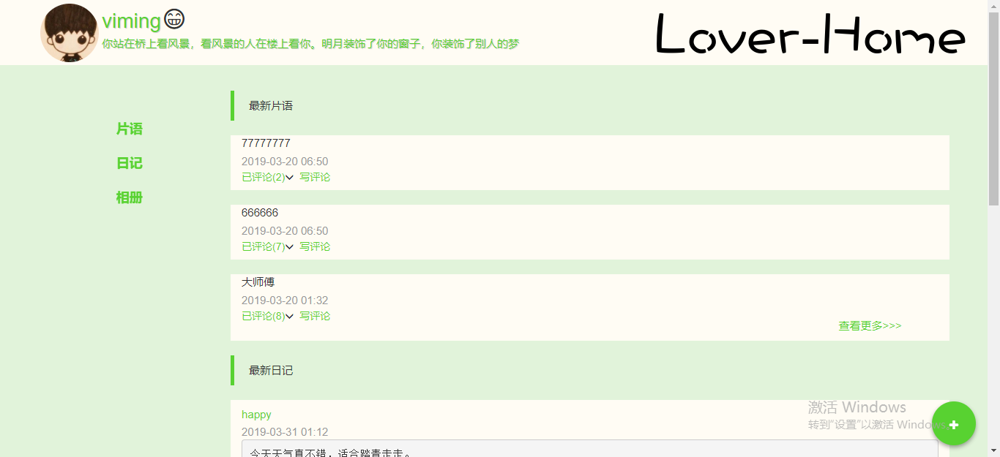 viming
你站在桥上看风景，看风景的人在楼上看你。明月装饰了你的窗子，你装饰了别人的梦
Lover-Home
片语
日记
相册
最新片语
77777777
2019-03-20 06:50
已评论(2) 写评论
666666
2019-03-20 06:50
已评论(7) 写评论
大师傅
2019-03-20 01:32
已评论(8) 写评论
查看更多>>>
最新日记
happy
2019-03-31 01:12
今天天气真不错，适合踏青走走。
激活 Windows
转到"设置"以激活 Windows